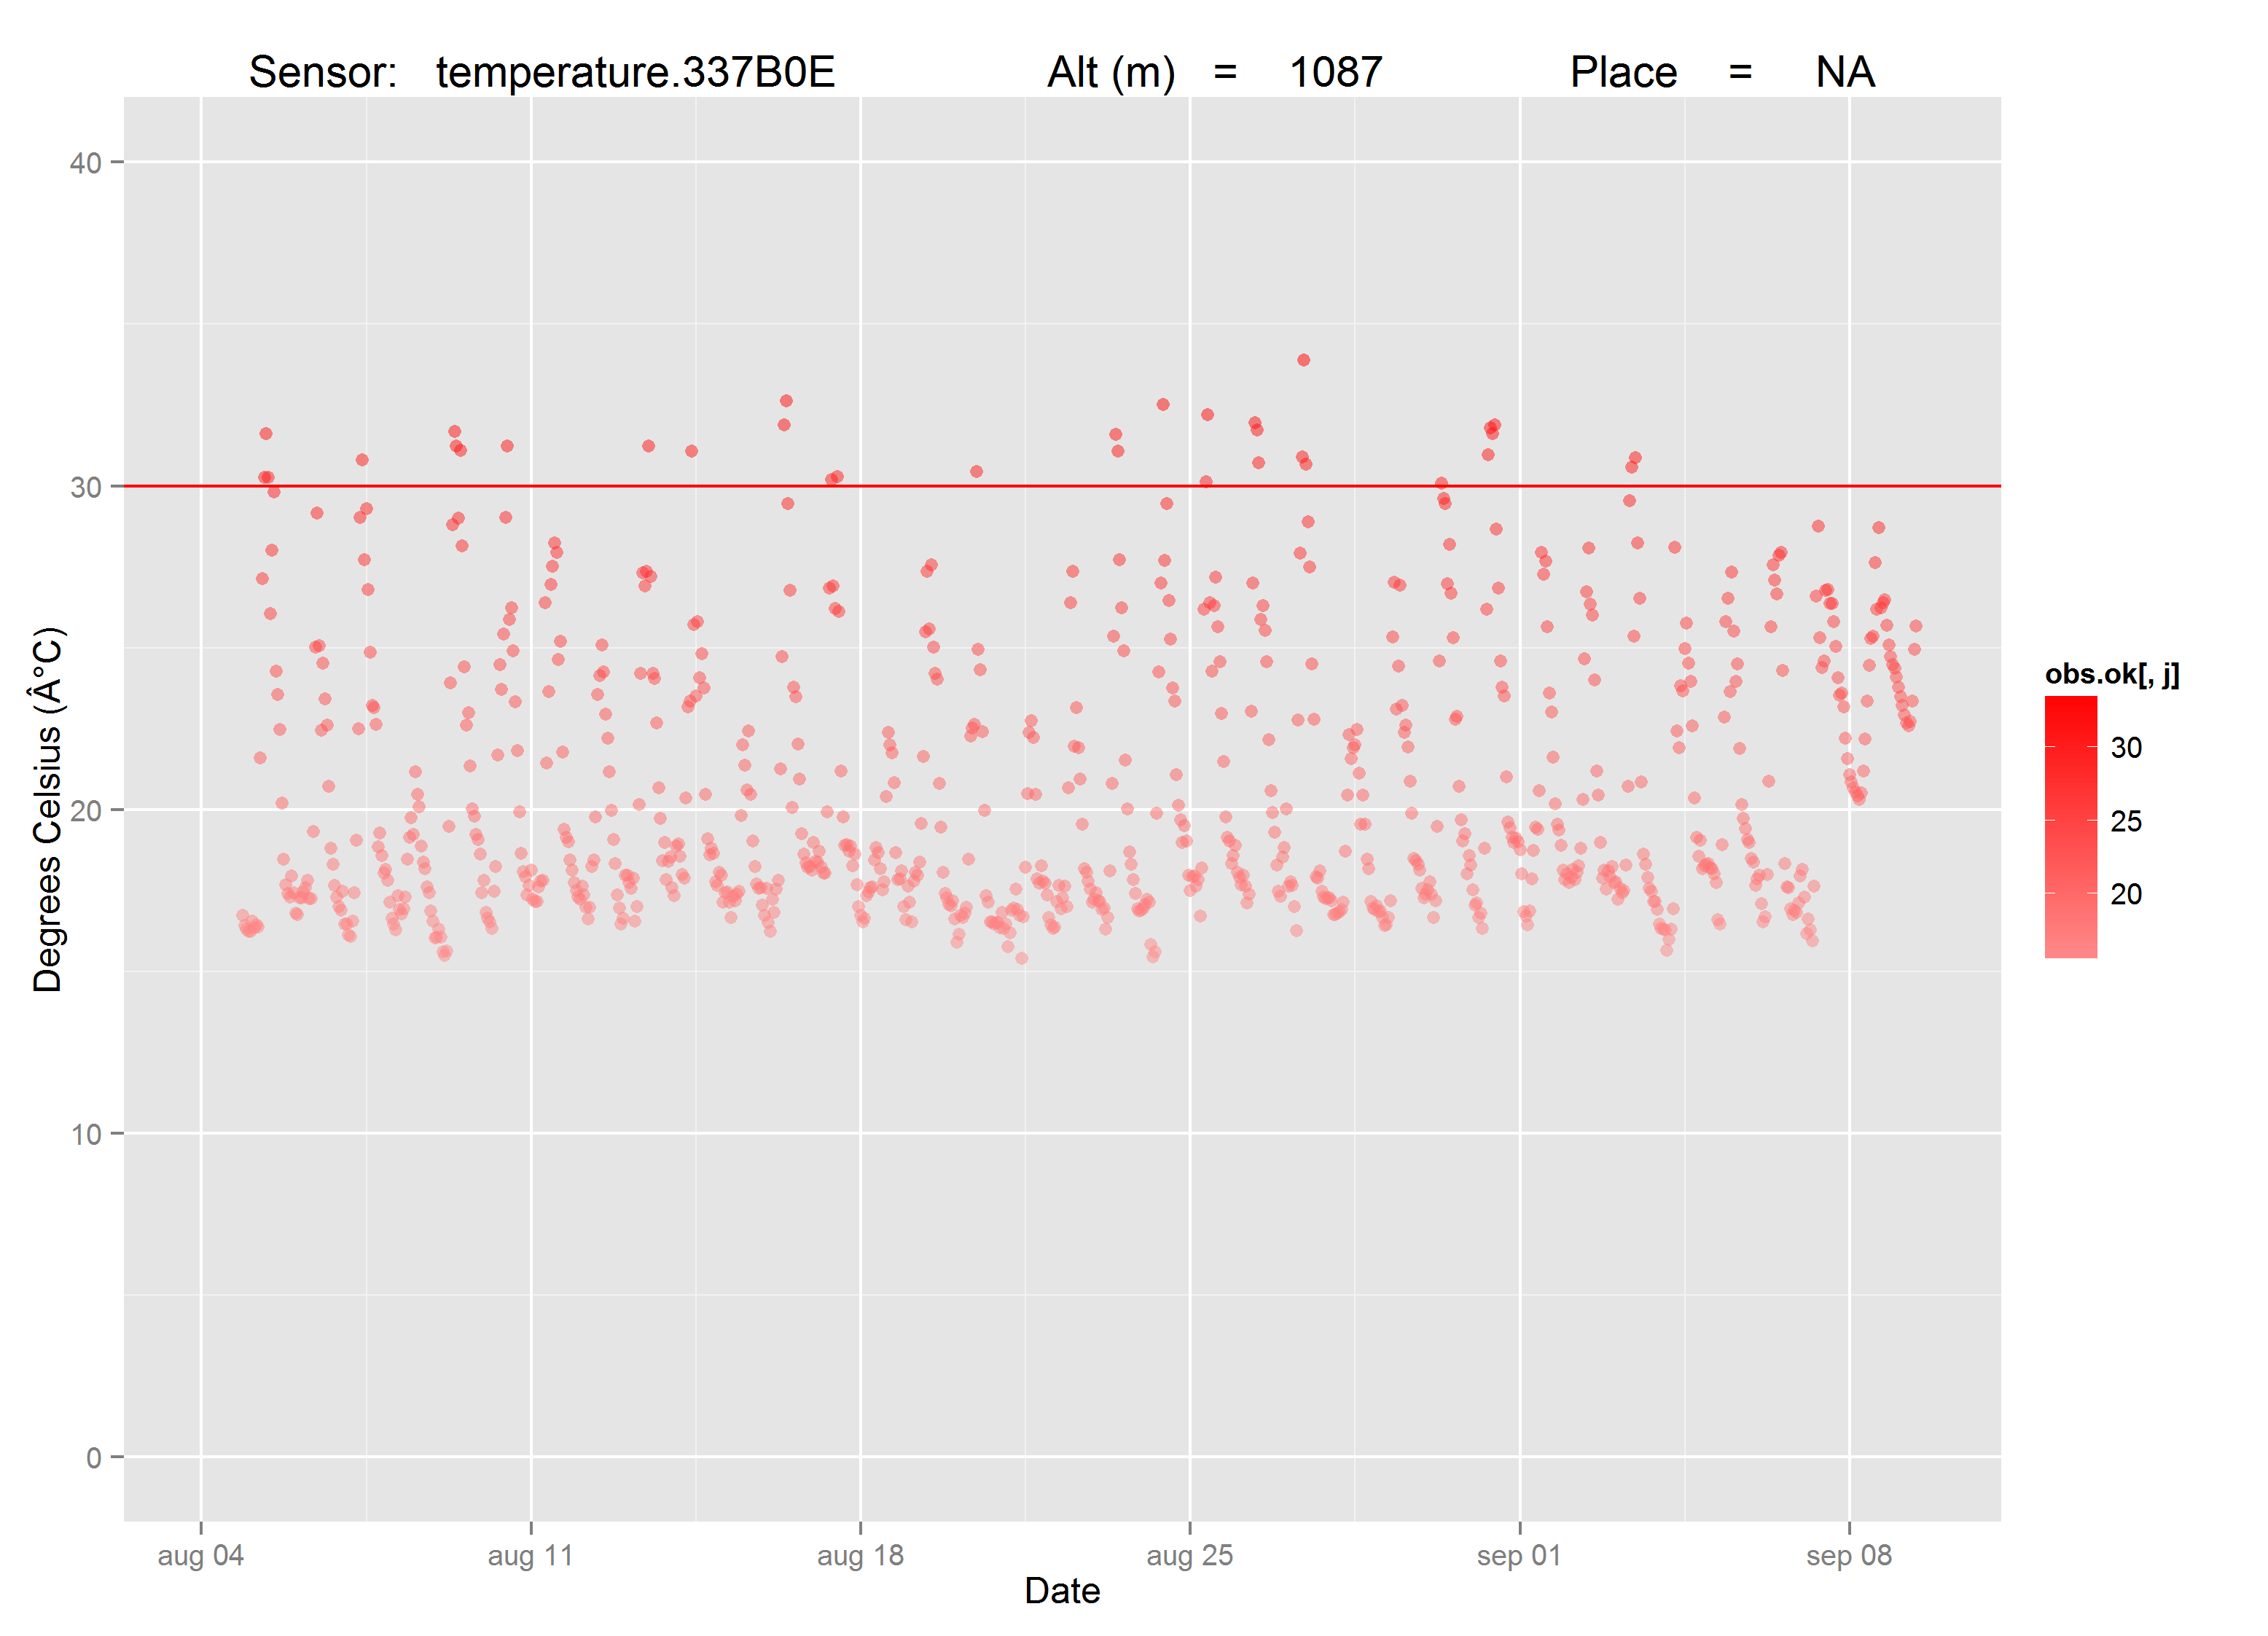 Sensor: temperature.337B0E Alt (m) = 1087 Place = NA
40
30
20
10
0
Degrees Celsius (Â°C)
aug 04 aug 11 aug 18 aug 25 sep 01 sep 08
Date
obs.ok[, j]
30
25
20